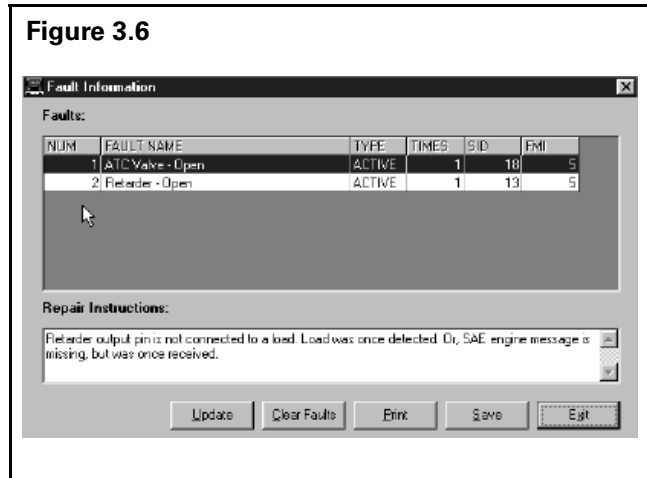 Figure 3.6
Fault Information
Faults:
NUM FAULT NAME TYPE TIMES SID FMI
1 ATC Valve - Open ACTIVE 1 18 5
2 Retarder - Open ACTIVE 1 13 5
Repair Instructions:
Retarder output pin is not connected to a load. Load was once detected. Or, SAE engine message is
missing, but was once received.
Update Clear Faults Print Save Exit